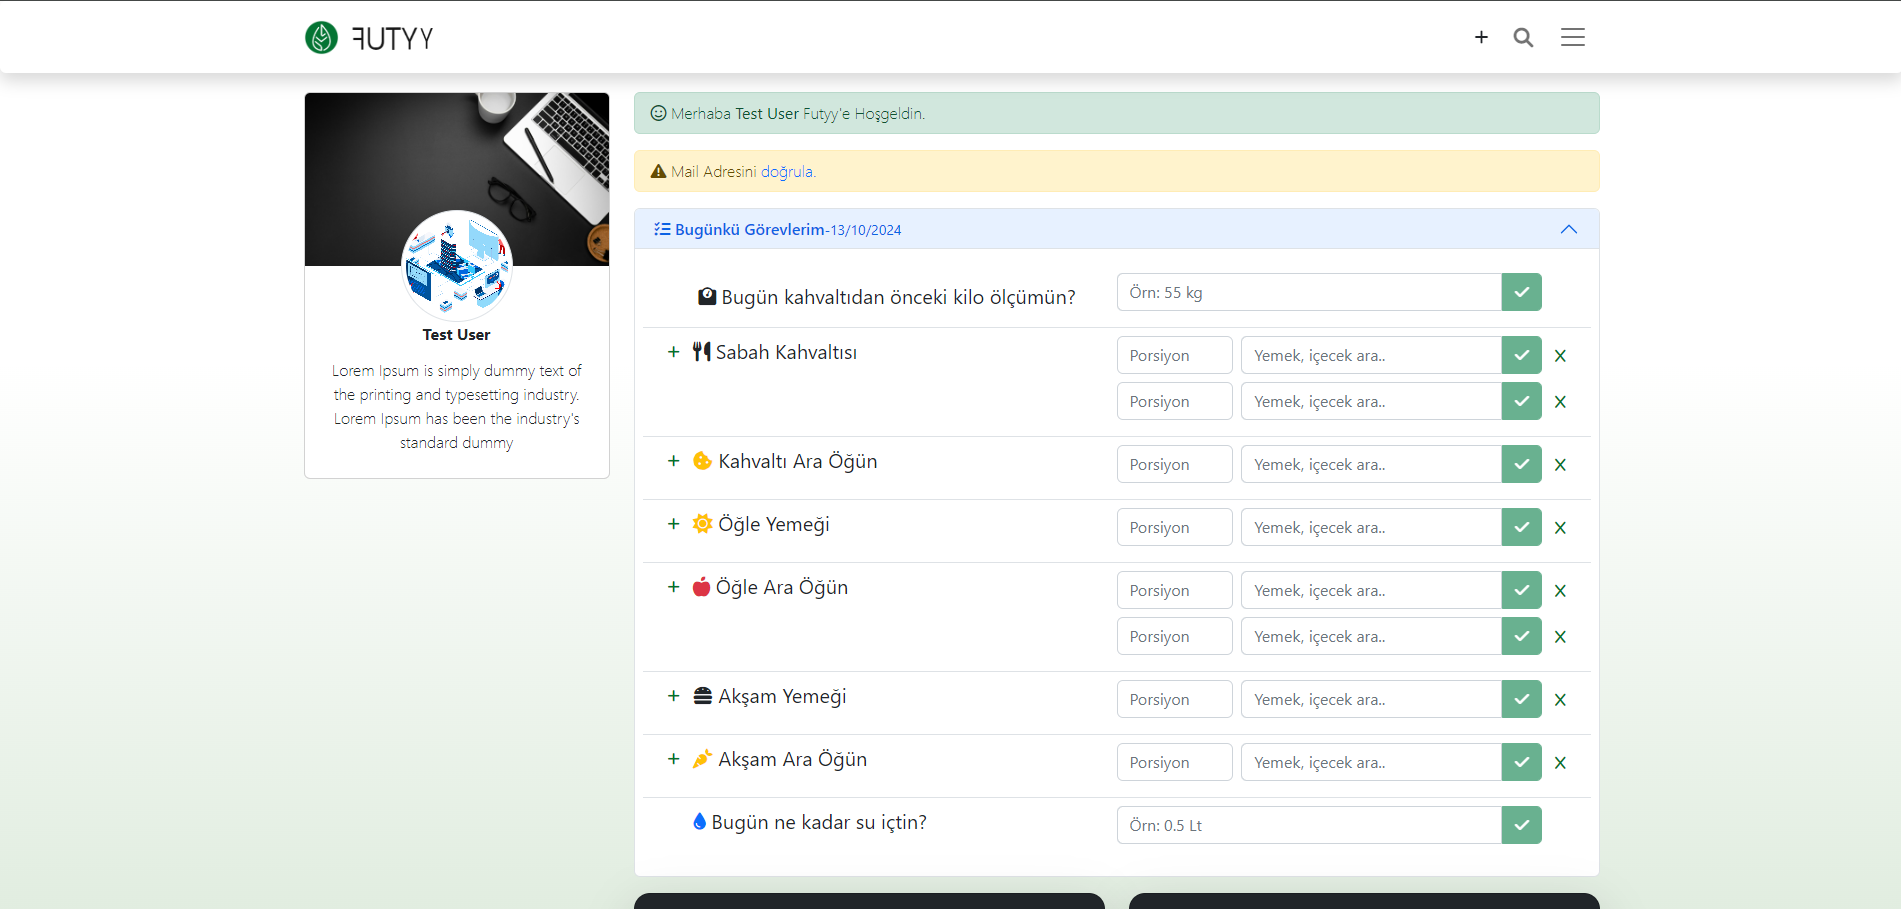 FUTYY
Test User
Lorem Ipsum is simply dummy text of
the printing and typesetting industry.
Lorem Ipsum has been the industry's
standard dummy
Merhaba Test User Futyy'e Hoşgeldin.
Mail Adresini doğrula.
Bugünkü Görevlerim-13/10/2024
Bugün kahvaltıdan önceki kilo ölçümün? Örn: 55 kg
+ Sabah Kahvaltısı Porsiyon Yemek, içecek ara.. X
Porsiyon Yemek, içecek ara.. X
+ Kahvaltı Ara Öğün Porsiyon Yemek, içecek ara.. X
+ Öğle Yemeği Porsiyon Yemek, içecek ara.. X
+ Öğle Ara Öğün Porsiyon Yemek, içecek ara.. X
Porsiyon Yemek, içecek ara.. X
+ Akşam Yemeği Porsiyon Yemek, içecek ara.. X
+ Akşam Ara Öğün Porsiyon Yemek, içecek ara.. X
Bugün ne kadar su içtin? Örn: 0.5 Lt